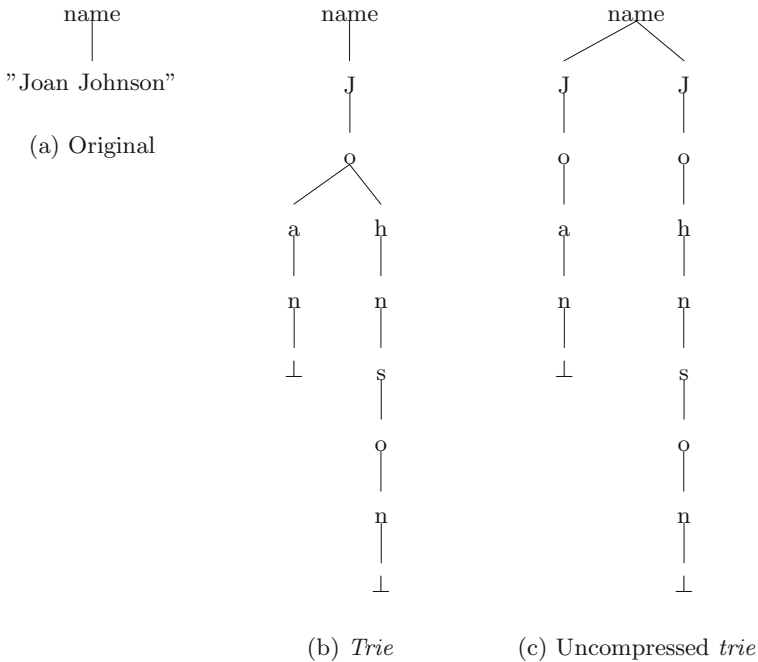 name name name
"Joan Johnson" J J J
(a) Original
o o o
a h a h
n n n n
⊥ s ⊥ s
o o
n n
⊥ ⊥
(b) Trie (c) Uncompressed trie